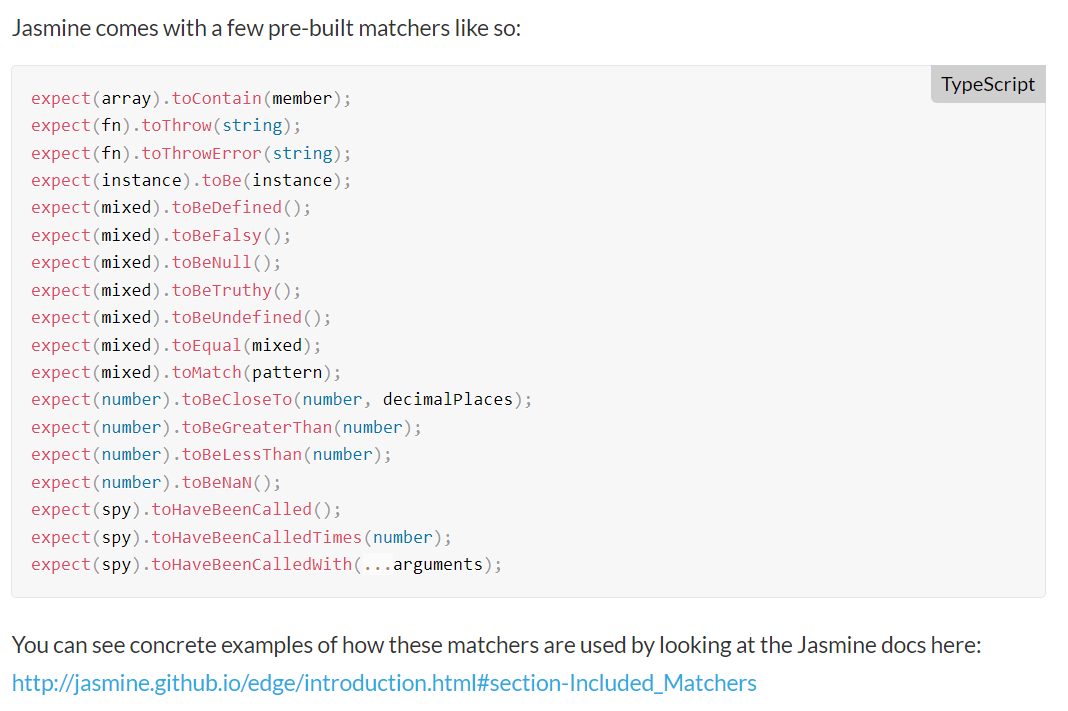 Jasmine comes with a few pre-built matchers like so:
TypeScript
expect(array).toContain(member);
expect(fn).toThrow(string);
expect(fn).toThrowError(string);
expect(instance).toBe(instance);
expect(mixed).toBeDefined();
expect(mixed).toBeFalsy();
expect(mixed).toBeNull();
expect(mixed).toBeTruthy();
expect(mixed).toBeUndefined();
expect(mixed).toEqual(mixed);
expect(mixed).toMatch(pattern);
expect(number).toBeCloseTo(number, decimalPlaces);
expect(number).toBeGreaterThan(number);
expect(number).toBeLessThan(number);
expect(number).toBeNaN();
expect(spy).toHaveBeenCalled();
expect(spy).toHaveBeenCalledTimes(number);
expect(spy).toHaveBeenCalledWith(...arguments);
You can see concrete examples of how these matchers are used by looking at the Jasmine docs here:
http://jasmine.github.io/edge/introduction.html#section-Included_Matchers